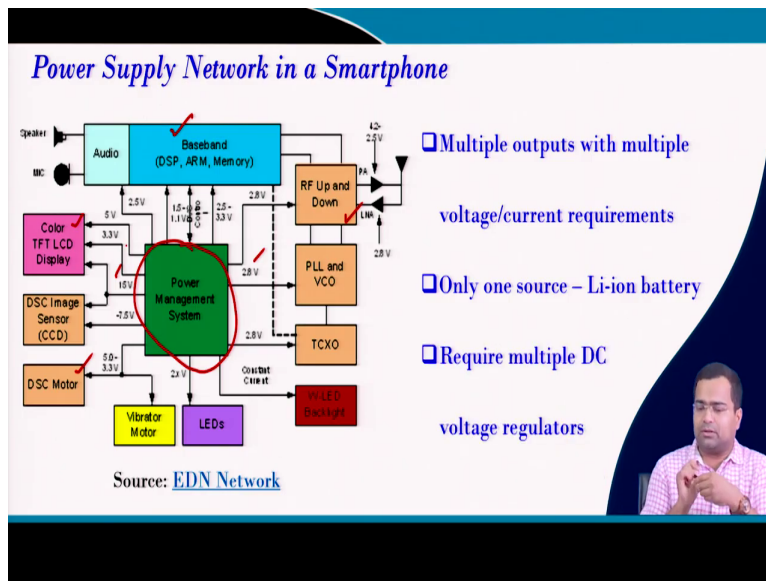 Power Supply Network in a Smartphone
Speaker
MIC
Audio
Baseband
(DSP, ARM, Memory)
4.2-
2.5V
PA
RF Up and
Down
LNA
2.8 V
2.5V
1.5-
1.1V
2.5-
3.3V
2.8V
5V
3.3V
Color
TFT LCD
Display
15V
Power
Management
System
2.8V
PLL and
VCO
DSC Image
Sensor
(CCD)
-7.5V
2.8V
TCXO
5.0-
3.3V
DSC Motor
2x V
Constant
Current
W-LED
Backlight
Vibrator
Motor
LEDs
Source: EDN Network
❑Multiple outputs with multiple
voltage/current requirements
❑Only one source – Li-ion battery
❑Require multiple DC
voltage regulators